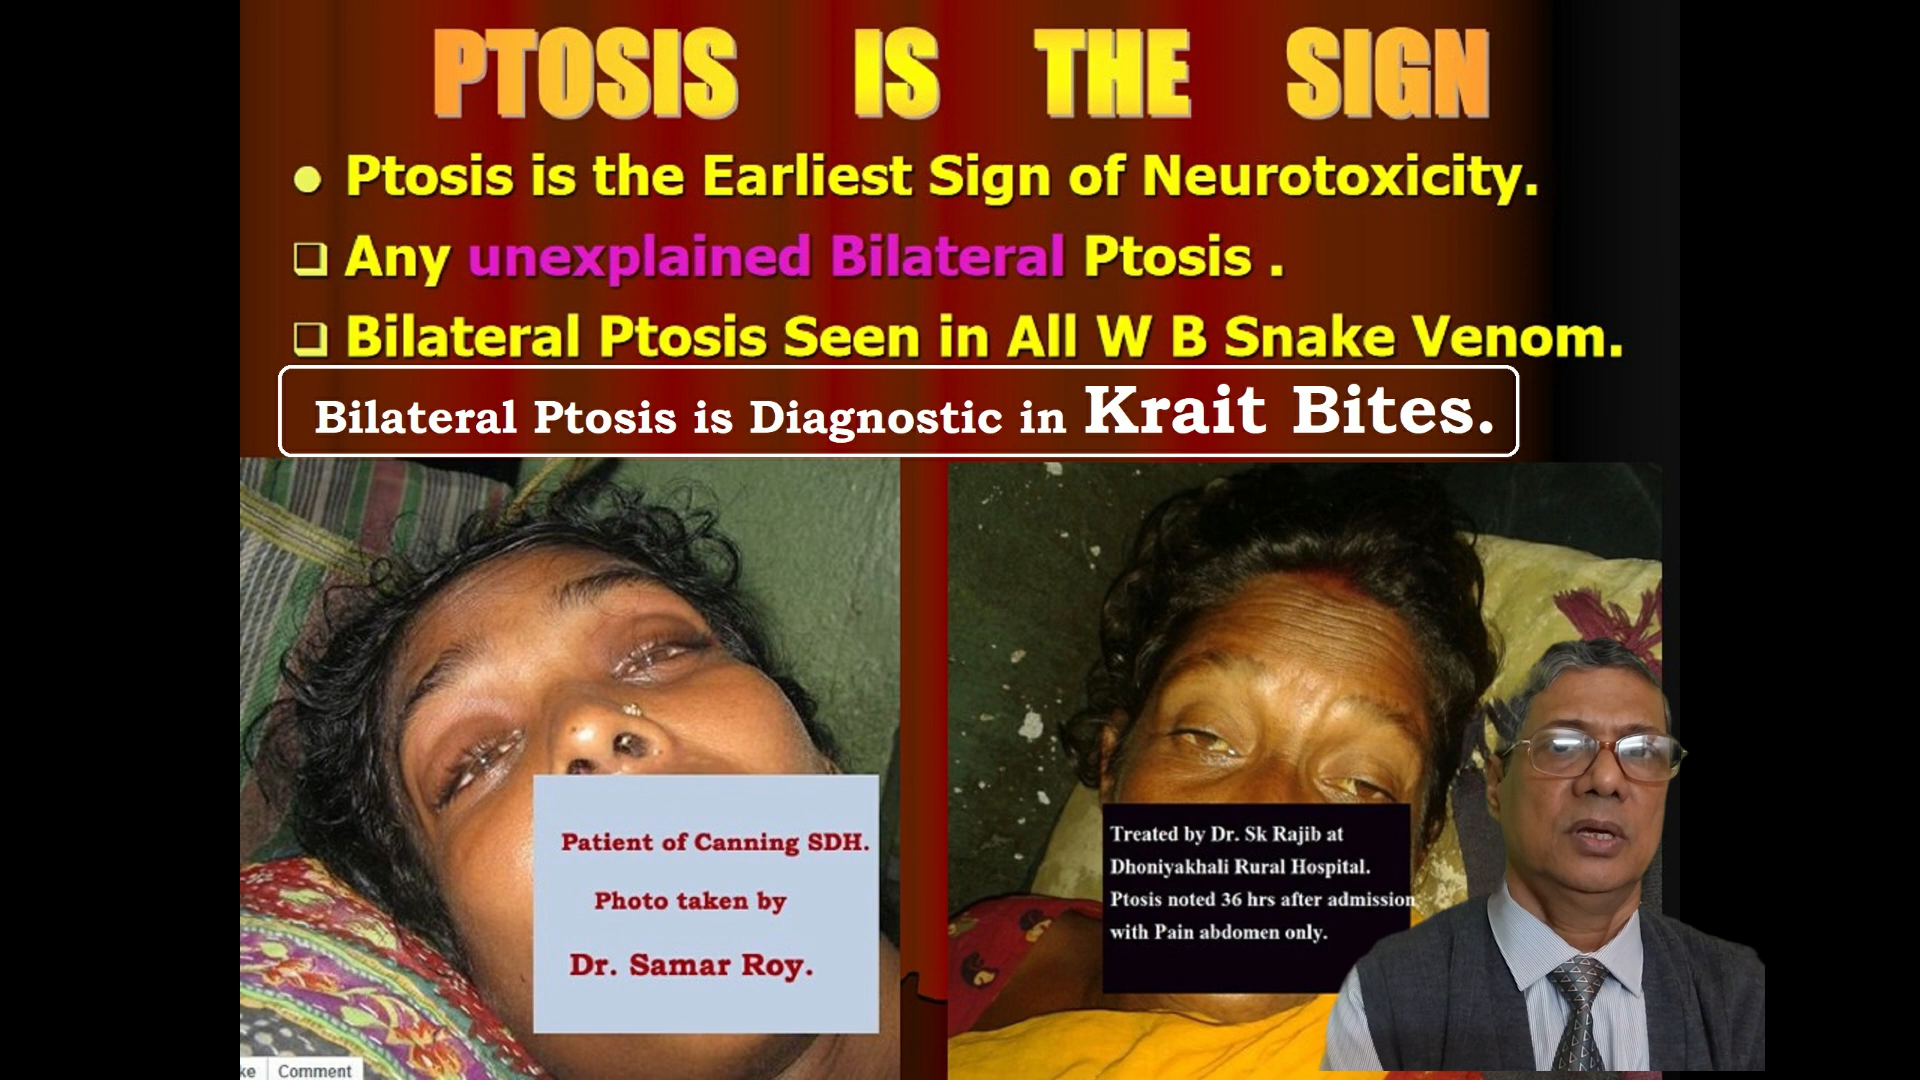 PTOSIS IS THE SIGN
Ptosis is the Earliest Sign of Neurotoxicity.
Any unexplained Bilateral Ptosis .
Bilateral Ptosis Seen in All W B Snake Venom.
Bilateral Ptosis is Diagnostic in Krait Bites.
Patient of Canning SDH.
Photo taken by
Dr. Samar Roy.
Treated by Dr. Sk Rajib at
Dhoniyakhali Rural Hospital.
Ptosis noted 36 hrs after admission
with Pain abdomen only.
ke Comment